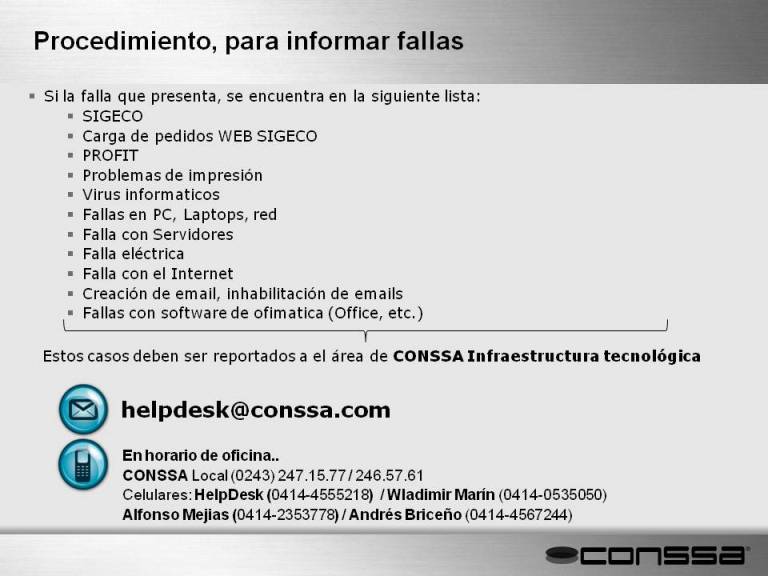 Procedimiento, para informar fallas
▪ Si la falla que presenta, se encuentra en la siguiente lista:
▪ SIGECO
▪ Carga de pedidos WEB SIGECO
▪ PROFIT
▪ Problemas de impresión
▪ Virus informaticos
▪ Fallas en PC, Laptops, red
▪ Falla con Servidores
▪ Falla eléctrica
▪ Falla con el Internet
▪ Creación de email, inhabilitación de emails
▪ Fallas con software de ofimatica (Office, etc.)
Estos casos deben ser reportados a el área de CONSSA Infraestructura tecnológica
helpdesk@conssa.com
En horario de oficina..
CONSSA Local (0243) 247.15.77 / 246.57.61
Celulares: HelpDesk (0414-4555218) / Wladimir Marín (0414-0535050)
Alfonso Mejias (0414-2353778) / Andrés Briceño (0414-4567244)
conssa®